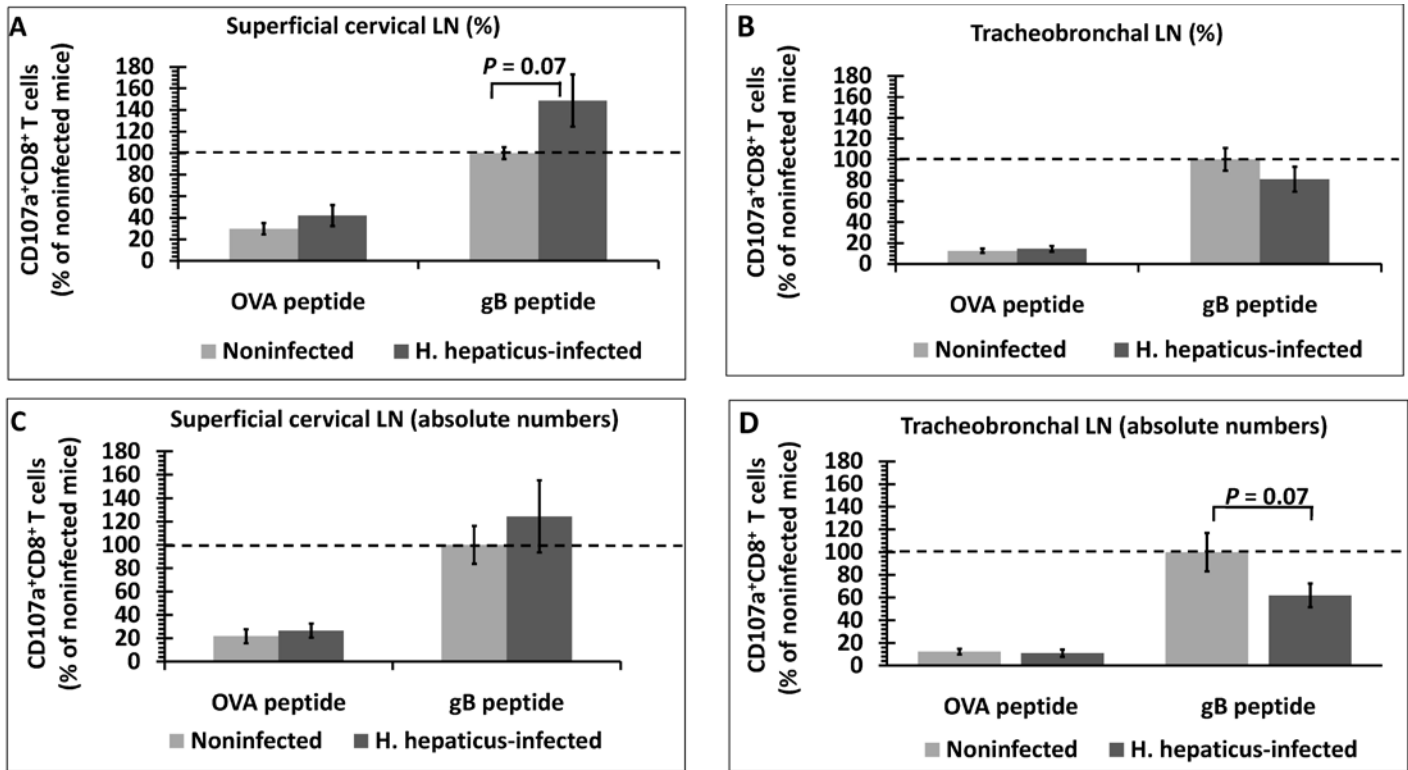 A
Superficial cervical LN (%)
CD107a⁺CD8⁺ T cells
(% of noninfected mice)
180
160
140
120
100
80
60
40
20
0
P = 0.07
OVA peptide
gB peptide
Noninfected
H. hepaticus-infected
B
Tracheobronchal LN (%)
CD107a⁺CD8⁺ T cells
(% of noninfected mice)
180
160
140
120
100
80
60
40
20
0
OVA peptide
gB peptide
Noninfected
H. hepaticus-infected
C
Superficial cervical LN (absolute numbers)
CD107a⁺CD8⁺ T cells
(% of noninfected mice)
180
160
140
120
100
80
60
40
20
0
OVA peptide
gB peptide
Noninfected
H. hepaticus-infected
D
Tracheobronchal LN (absolute numbers)
CD107a⁺CD8⁺ T cells
(% of noninfected mice)
180
160
140
120
100
80
60
40
20
0
P = 0.07
OVA peptide
gB peptide
Noninfected
H. hepaticus-infected